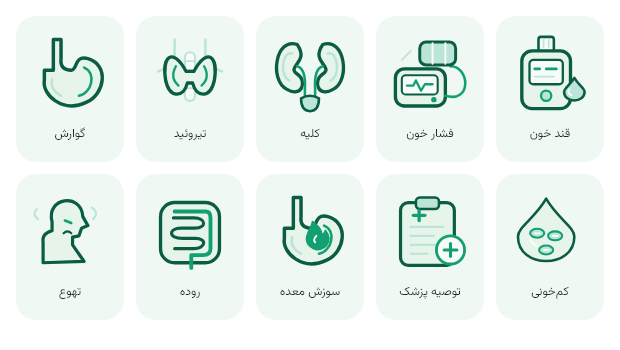 قند خون
فشار خون
کلیه
تیروئید
گوارش
کم‌خونی
توصیه پزشک
سوزش معده
روده
تهوع